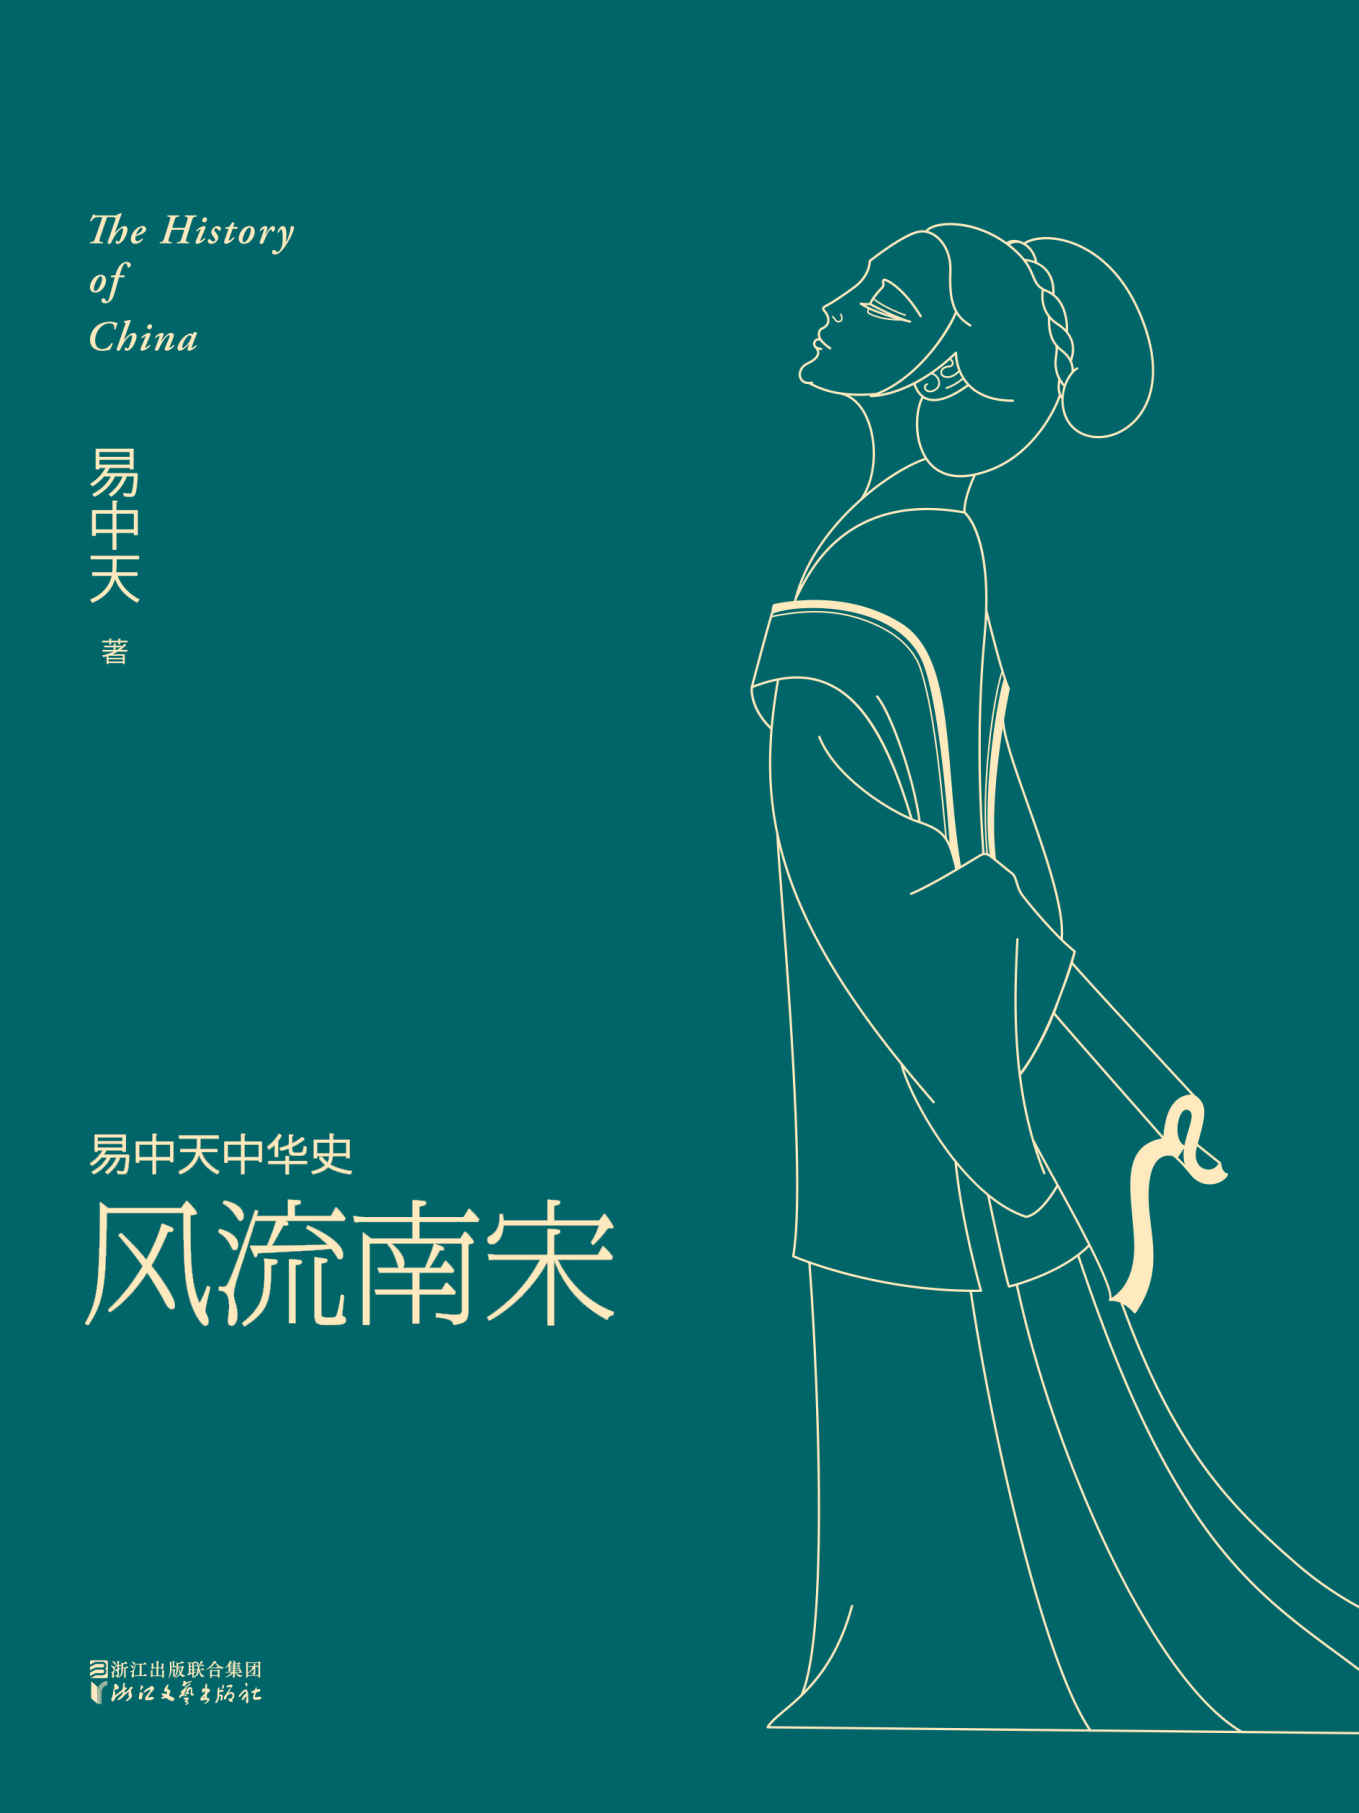 The History
of
China
易中天
著
易中天中华史
风流南宋
浙江出版联合集团
浙江文艺出版社